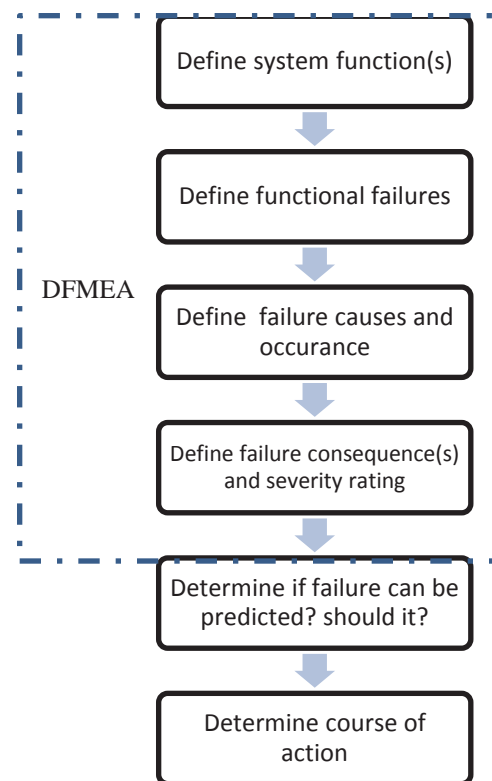 Define system function(s)
Define functional failures
DFMEA
Define failure causes and
occurance
Define failure consequence(s)
and severity rating
Determine if failure can be
predicted? should it?
Determine course of
action